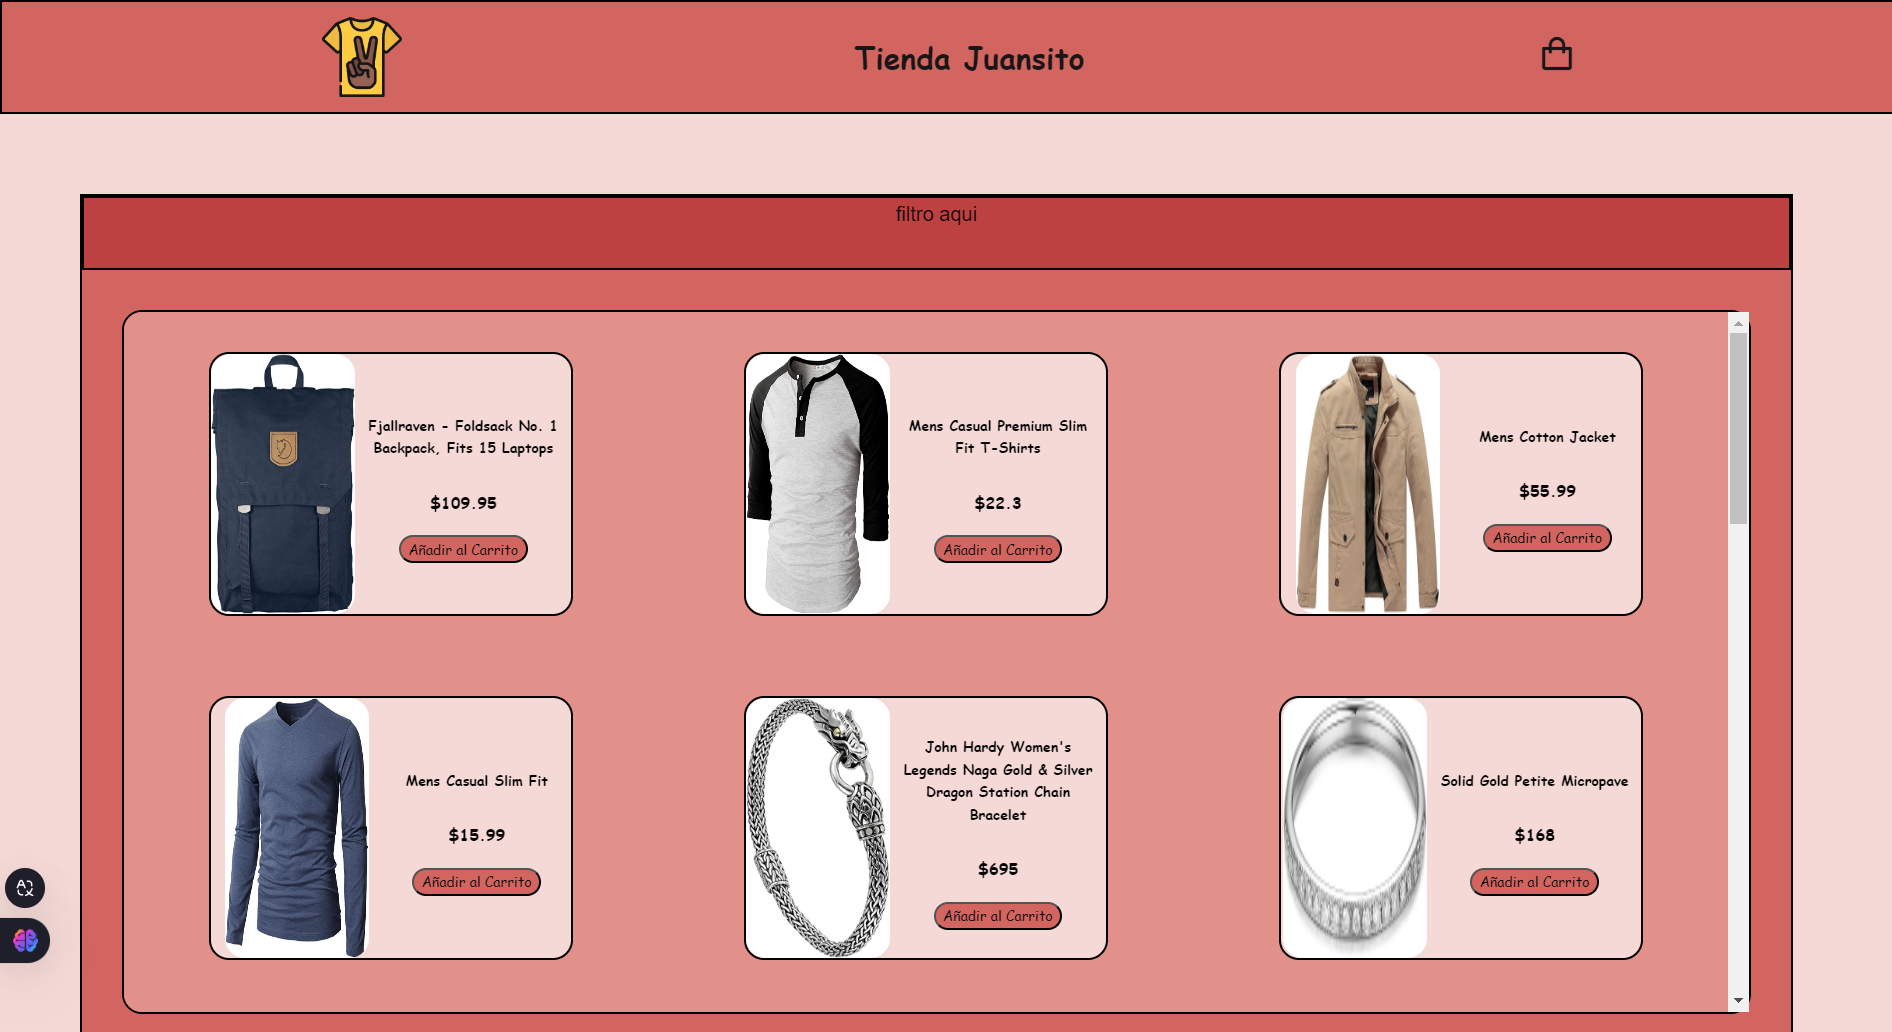 Tienda Juansito
filtro aqui
Fjallraven - Foldsack No. 1
Backpack, Fits 15 Laptops
$109.95
Añadir al Carrito
Mens Casual Premium Slim
Fit T-Shirts
$22.3
Añadir al Carrito
Mens Cotton Jacket
$55.99
Añadir al Carrito
Mens Casual Slim Fit
$15.99
Añadir al Carrito
John Hardy Women's
Legends Naga Gold & Silver
Dragon Station Chain
Bracelet
$695
Añadir al Carrito
Solid Gold Petite Micropave
$168
Añadir al Carrito